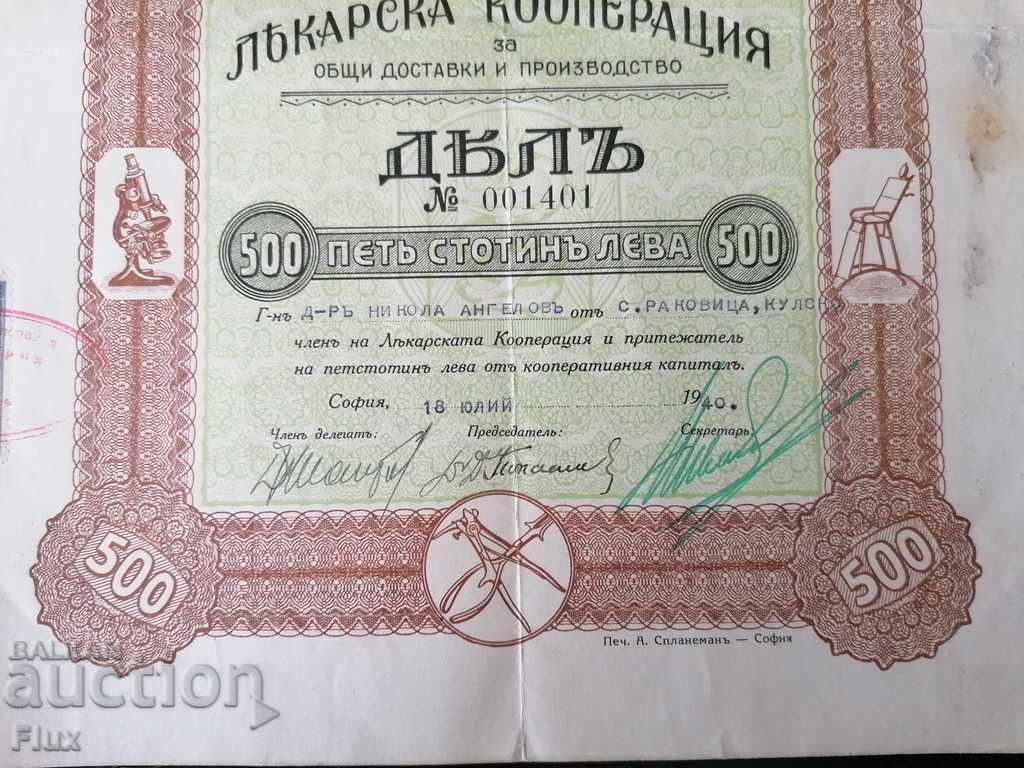 ЛѢКАРСКА КООПЕРАЦИЯ
за
ОБЩИ ДОСТАВКИ И ПРОИЗВОДСТВО
ДѢЛЪ
№ 001401
500 ПЕТЬ СТОТИНЪ ЛЕВА 500
Г-нъ Д-РЪ НИКОЛА АНГЕЛОВЪ отъ С. РАКОВИЦА, КУЛСКО
членъ на Лѣкарската Кооперация и притежатель
на петстотинъ лева отъ кооперативния капиталъ.
София, 18 ЮЛИЙ 1940.
Членъ делегатъ: Председатель: Секретарь:
500 500
Печ. А. Сплaнеманъ — София
BALKAN
auction
Flux